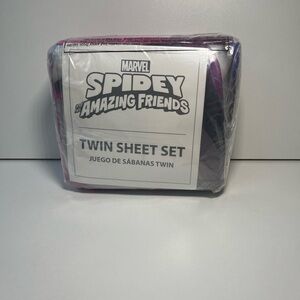 MARVEL
SPIDEY
AND HIS
AMAZING FRIENDS
TWIN SHEET SET
JUEGO DE SÁBANAS TWIN